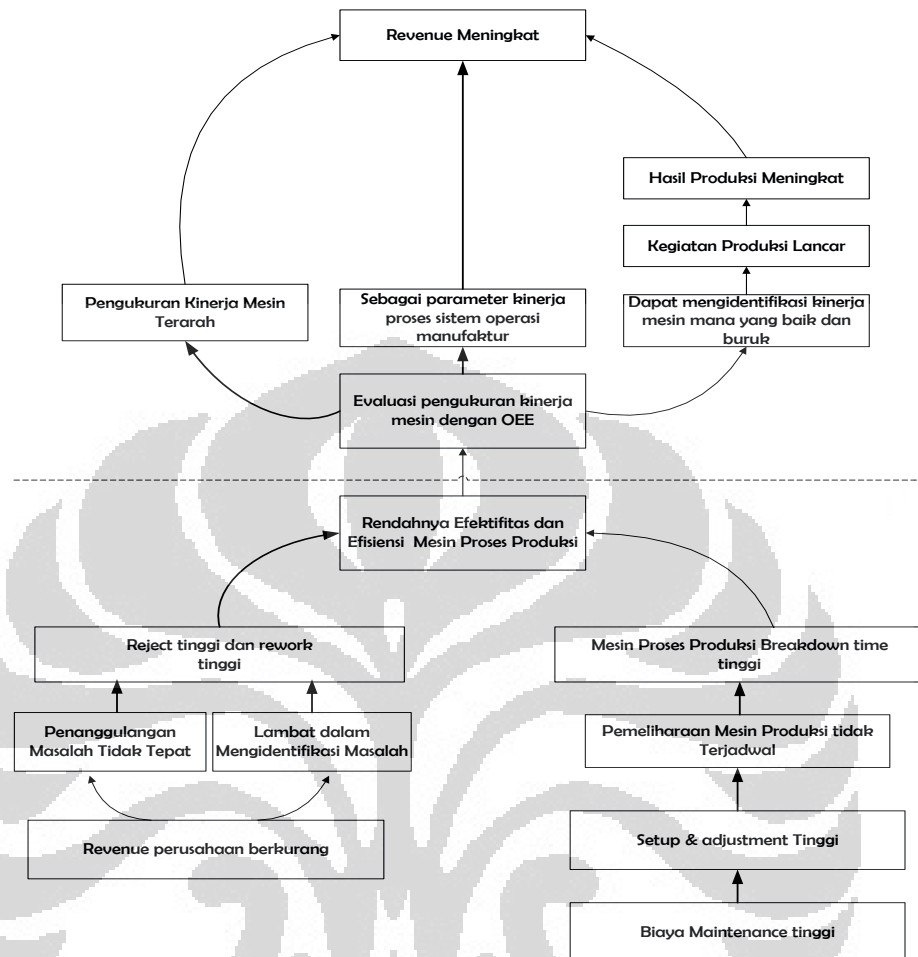 Revenue Meningkat
Hasil Produksi Meningkat
Kegiatan Produksi Lancar
Pengukuran Kinerja Mesin
Terarah
Sebagai parameter kinerja
proses sistem operasi
manufaktur
Dapat mengidentifikasi kinerja
mesin mana yang baik dan
buruk
Evaluasi pengukuran kinerja
mesin dengan OEE
Rendahnya Efektifitas dan
Efisiensi Mesin Proses Produksi
Reject tinggi dan rework
tinggi
Mesin Proses Produksi Breakdown time
tinggi
Penanggulangan
Masalah Tidak Tepat
Lambat dalam
Mengidentifikasi Masalah
Pemeliharaan Mesin Produksi tidak
Terjadwal
Revenue perusahaan berkurang
Setup & adjustment Tinggi
Biaya Maintenance tinggi